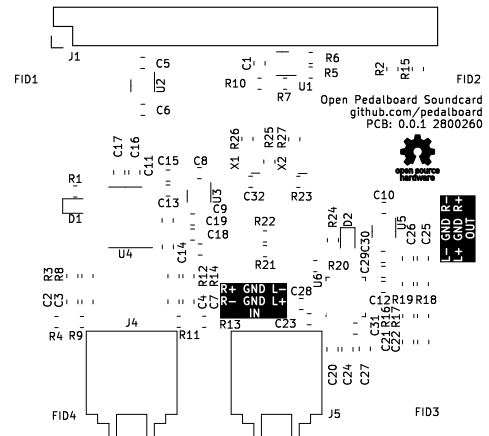 J1
C5
C1
R6
R5
R2
R15
FID1
U2
R10
R7
U1
FID2
C6
Open Pedalboard Soundcard
github.com/pedalboard
PCB: 0.0.1 2800260
R26
R25
R27
C17
C16
C11
C15
C8
X1
X2
open source
hardware
R1
C32
R23
C10
D1
C13
U3
C9
C19
C18
R22
R24
D2
C30
U5
C26
C25
L- GND R-
L+ GND R+
OUT
U4
C14
R21
U6
R20
C29
R3
R8
R12
R14
R+ GND L-
R- GND L+
IN
C28
C12
R19
R18
C2
C3
C4
C7
J4
R4
R9
R11
R13
C23
C31
R16
R17
C21
C22
C20
C24
C27
FID4
J5
FID3